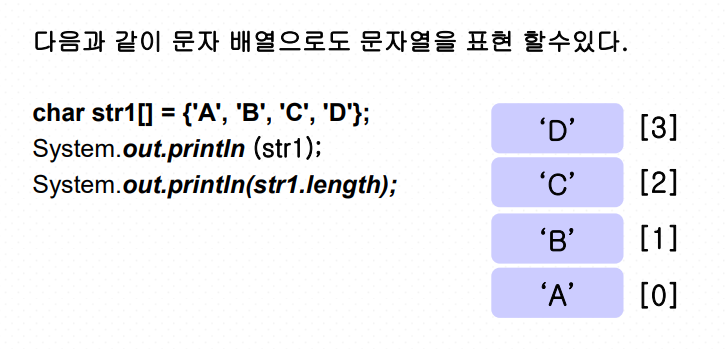 다음과 같이 문자 배열으로도 문자열을 표현 할수있다.
char str1[] = {'A', 'B', 'C', 'D'};
System.out.println (str1);
System.out.println(str1.length);
‘D’ [3]
‘C’ [2]
‘B’ [1]
‘A’ [0]